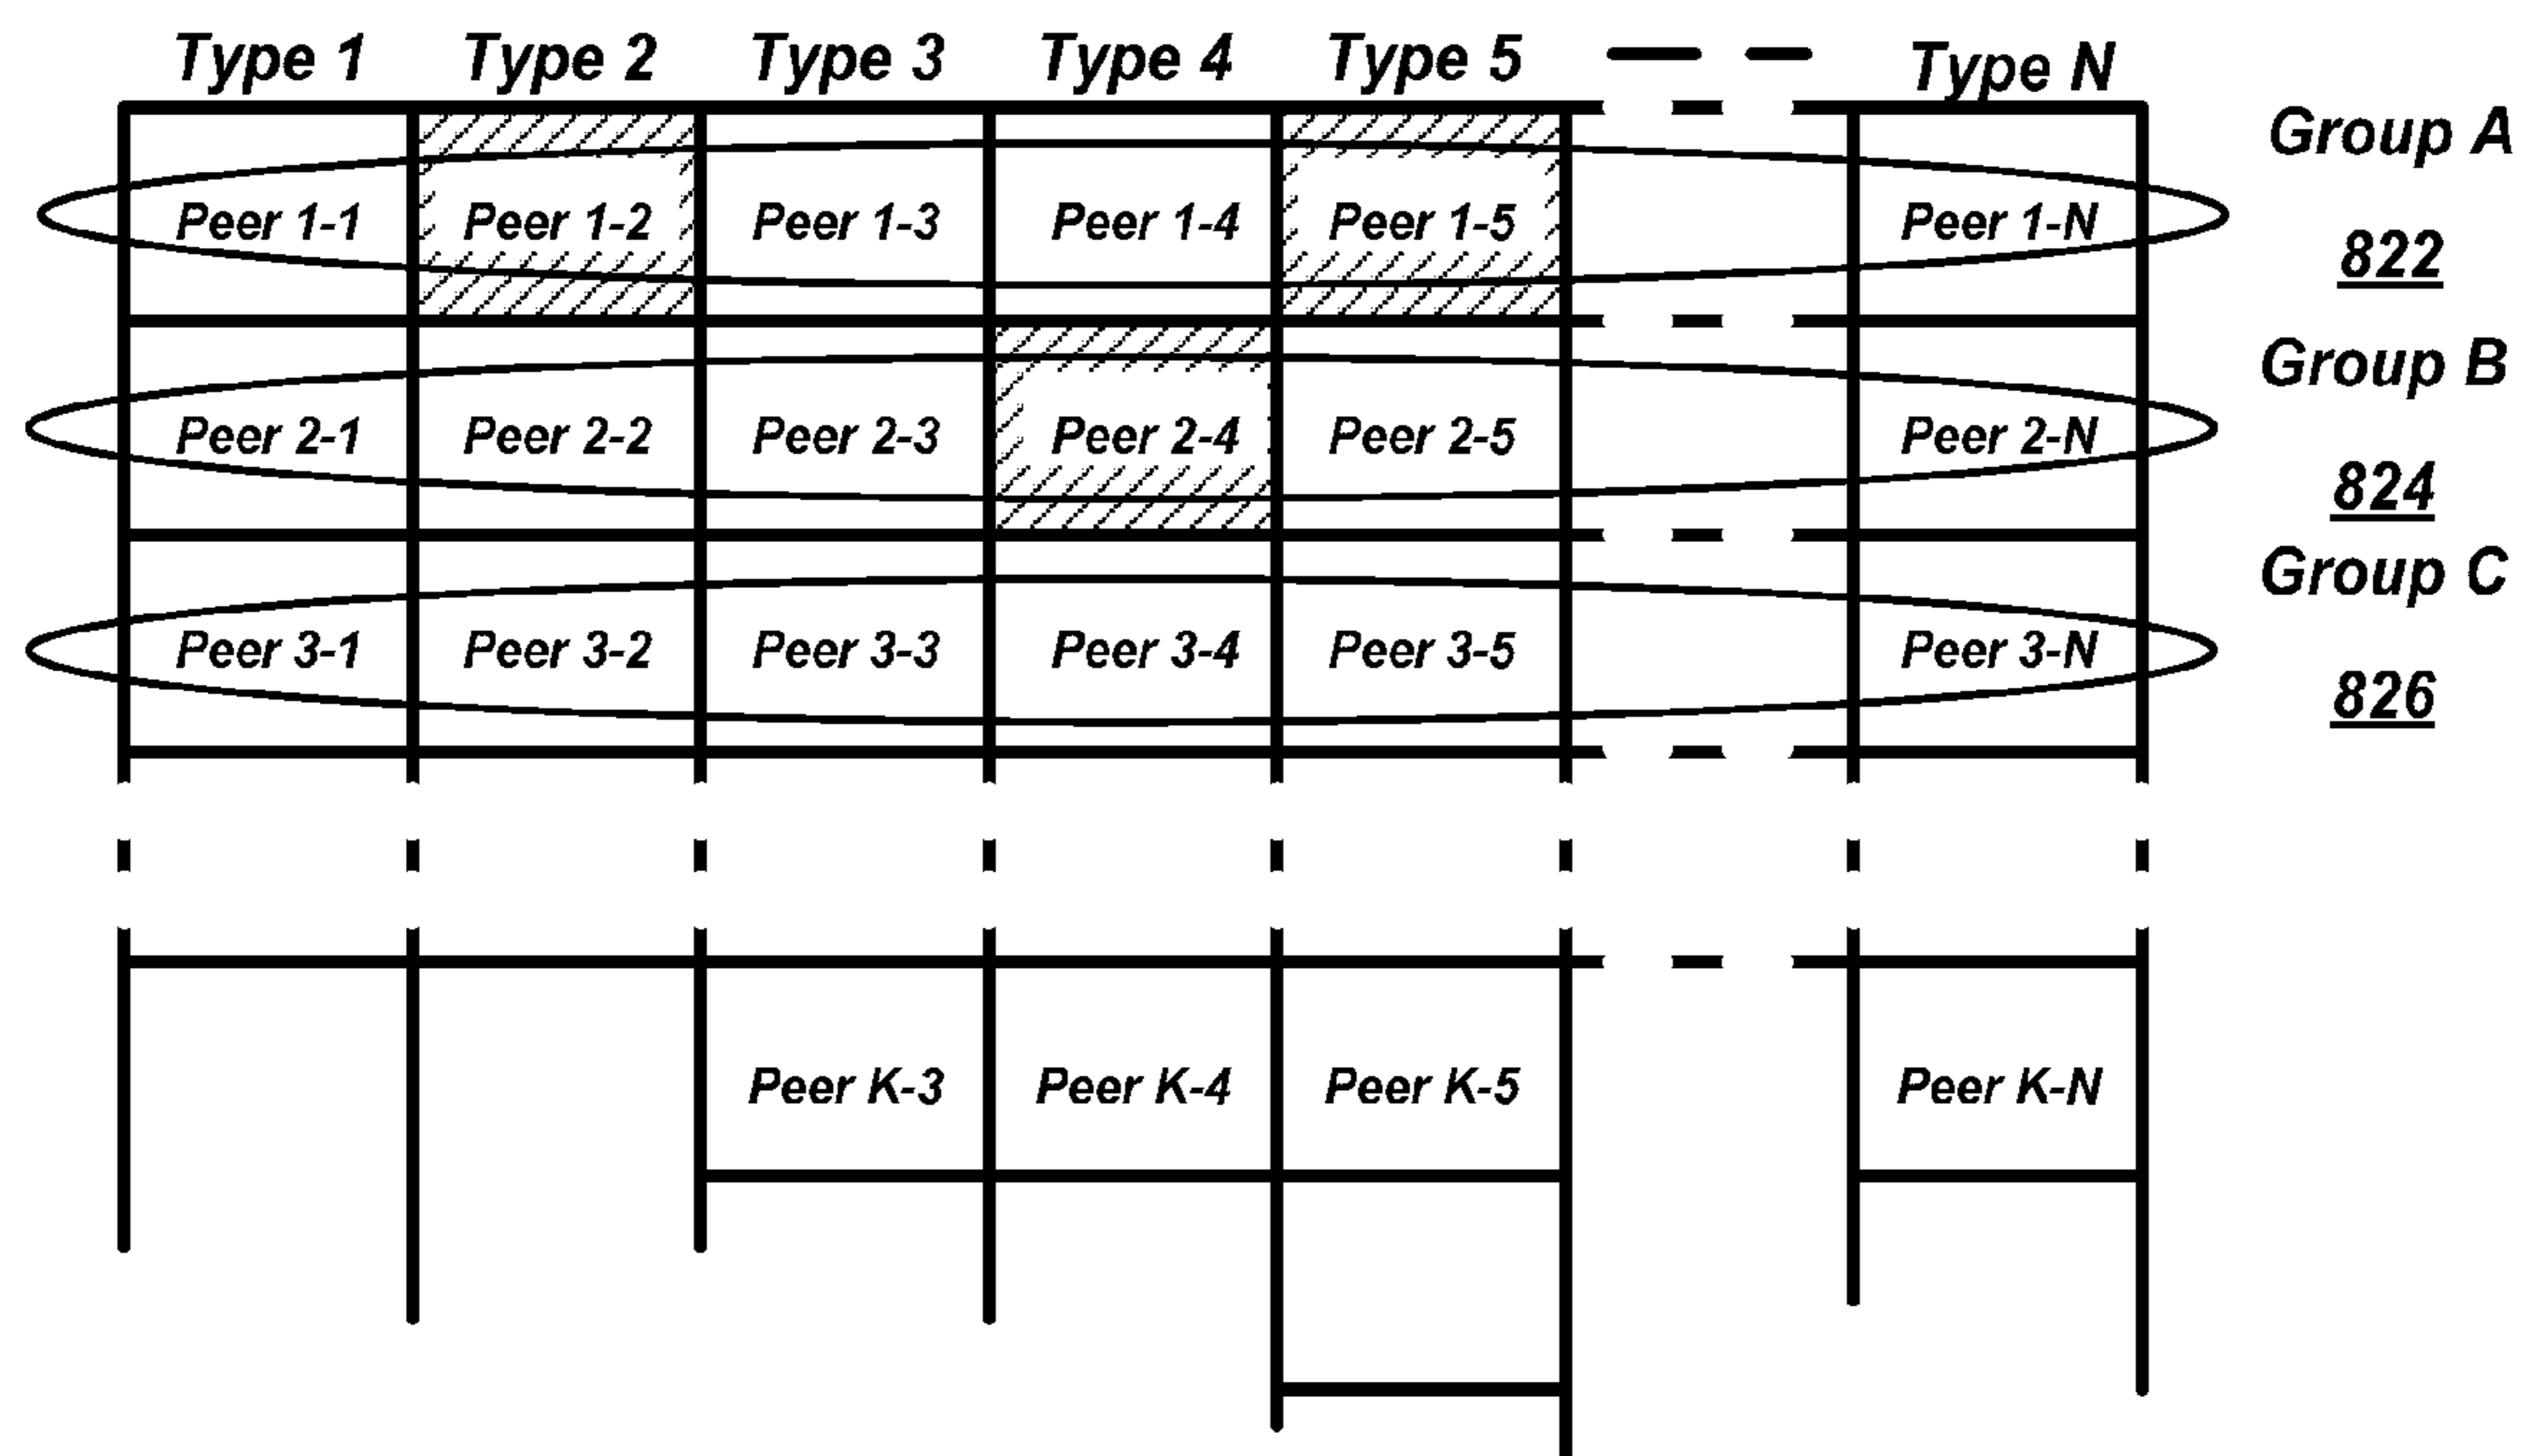 Type 1 Type 2 Type 3 Type 4 Type 5 Type N
Group A
Peer 1-1 Peer 1-2 Peer 1-3 Peer 1-4 Peer 1-5 Peer 1-N
822
Group B
Peer 2-1 Peer 2-2 Peer 2-3 Peer 2-4 Peer 2-5 Peer 2-N
824
Group C
Peer 3-1 Peer 3-2 Peer 3-3 Peer 3-4 Peer 3-5 Peer 3-N
826
Peer K-3 Peer K-4 Peer K-5 Peer K-N